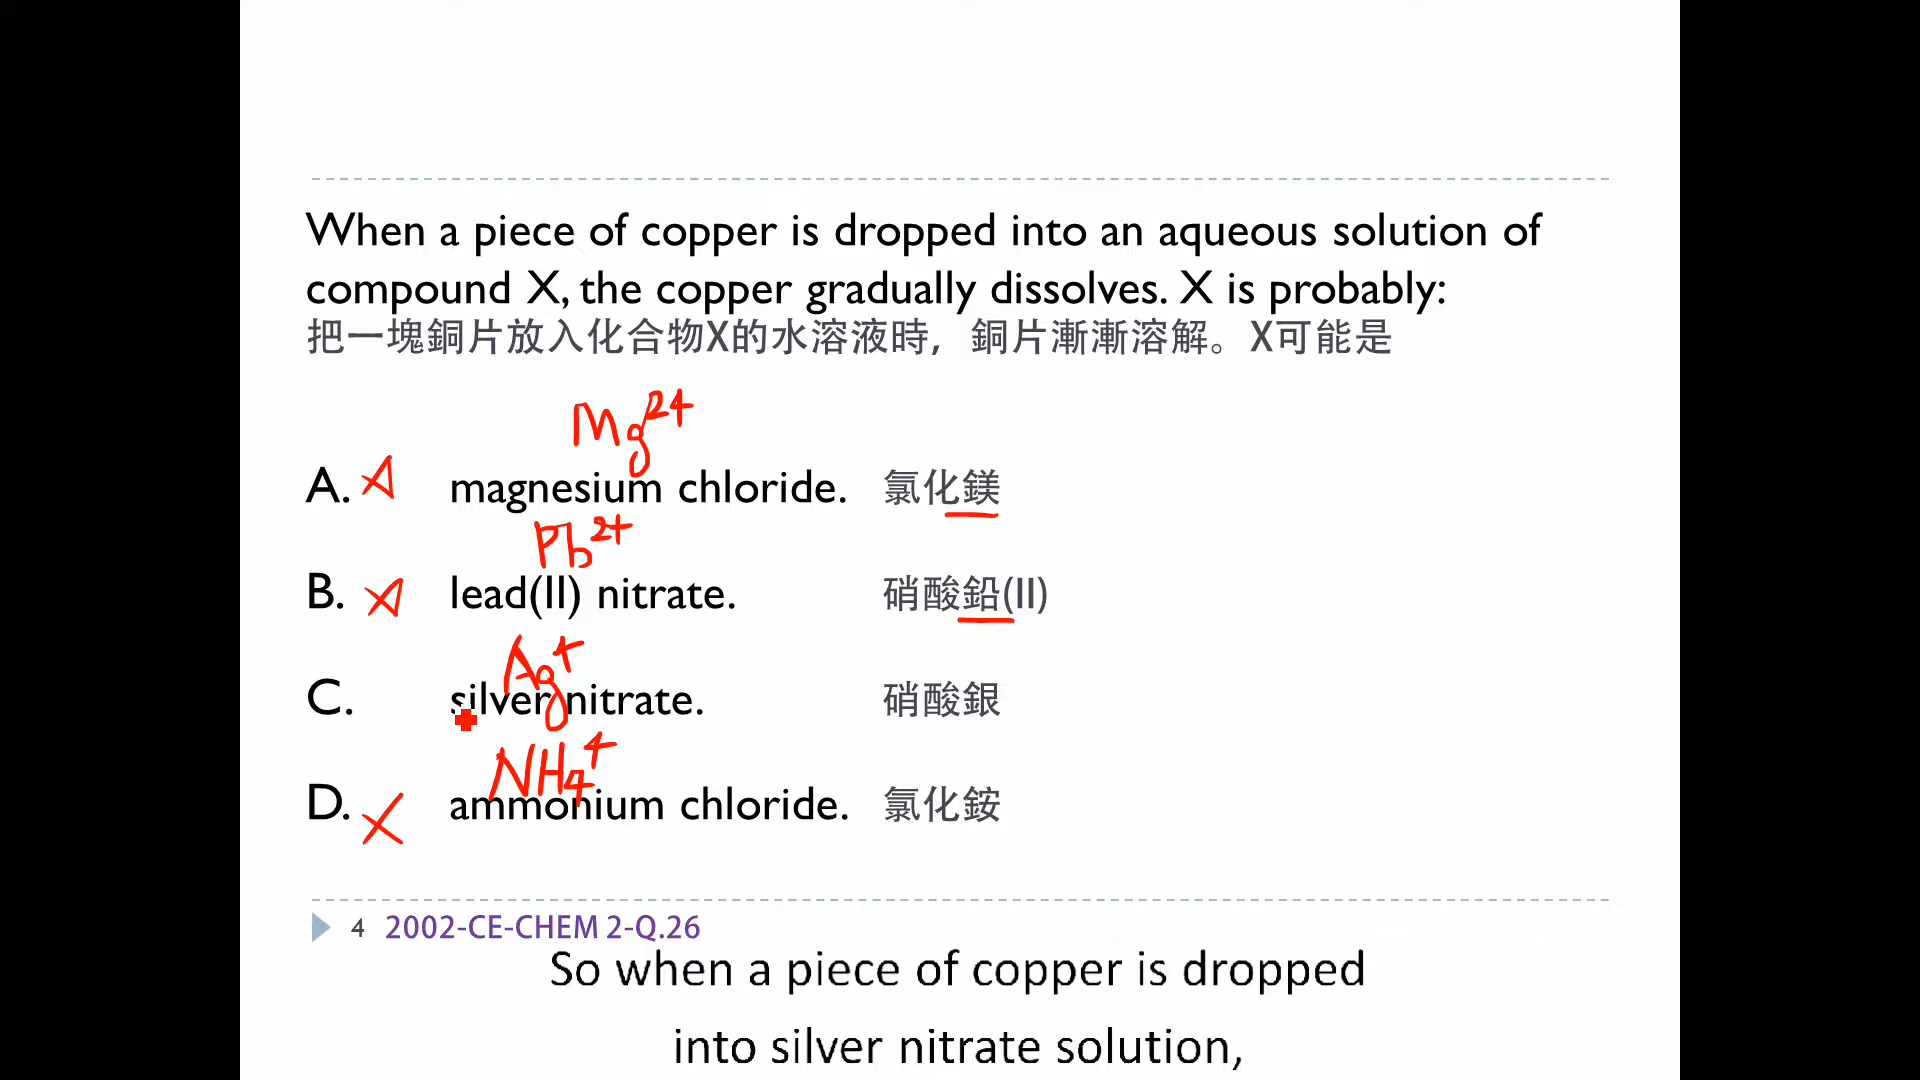 When a piece of copper is dropped into an aqueous solution of
compound X, the copper gradually dissolves. X is probably:
把一塊銅片放入化合物X的水溶液時，銅片漸漸溶解。X可能是
Mg2+
A. magnesium chloride. 氯化鎂
Pb2+
B. lead(II) nitrate. 硝酸鉛(II)
Ag+
C. silver nitrate. 硝酸銀
NH4+
D. ammonium chloride. 氯化銨
4 2002-CE-CHEM 2-Q.26
So when a piece of copper is dropped
into silver nitrate solution,